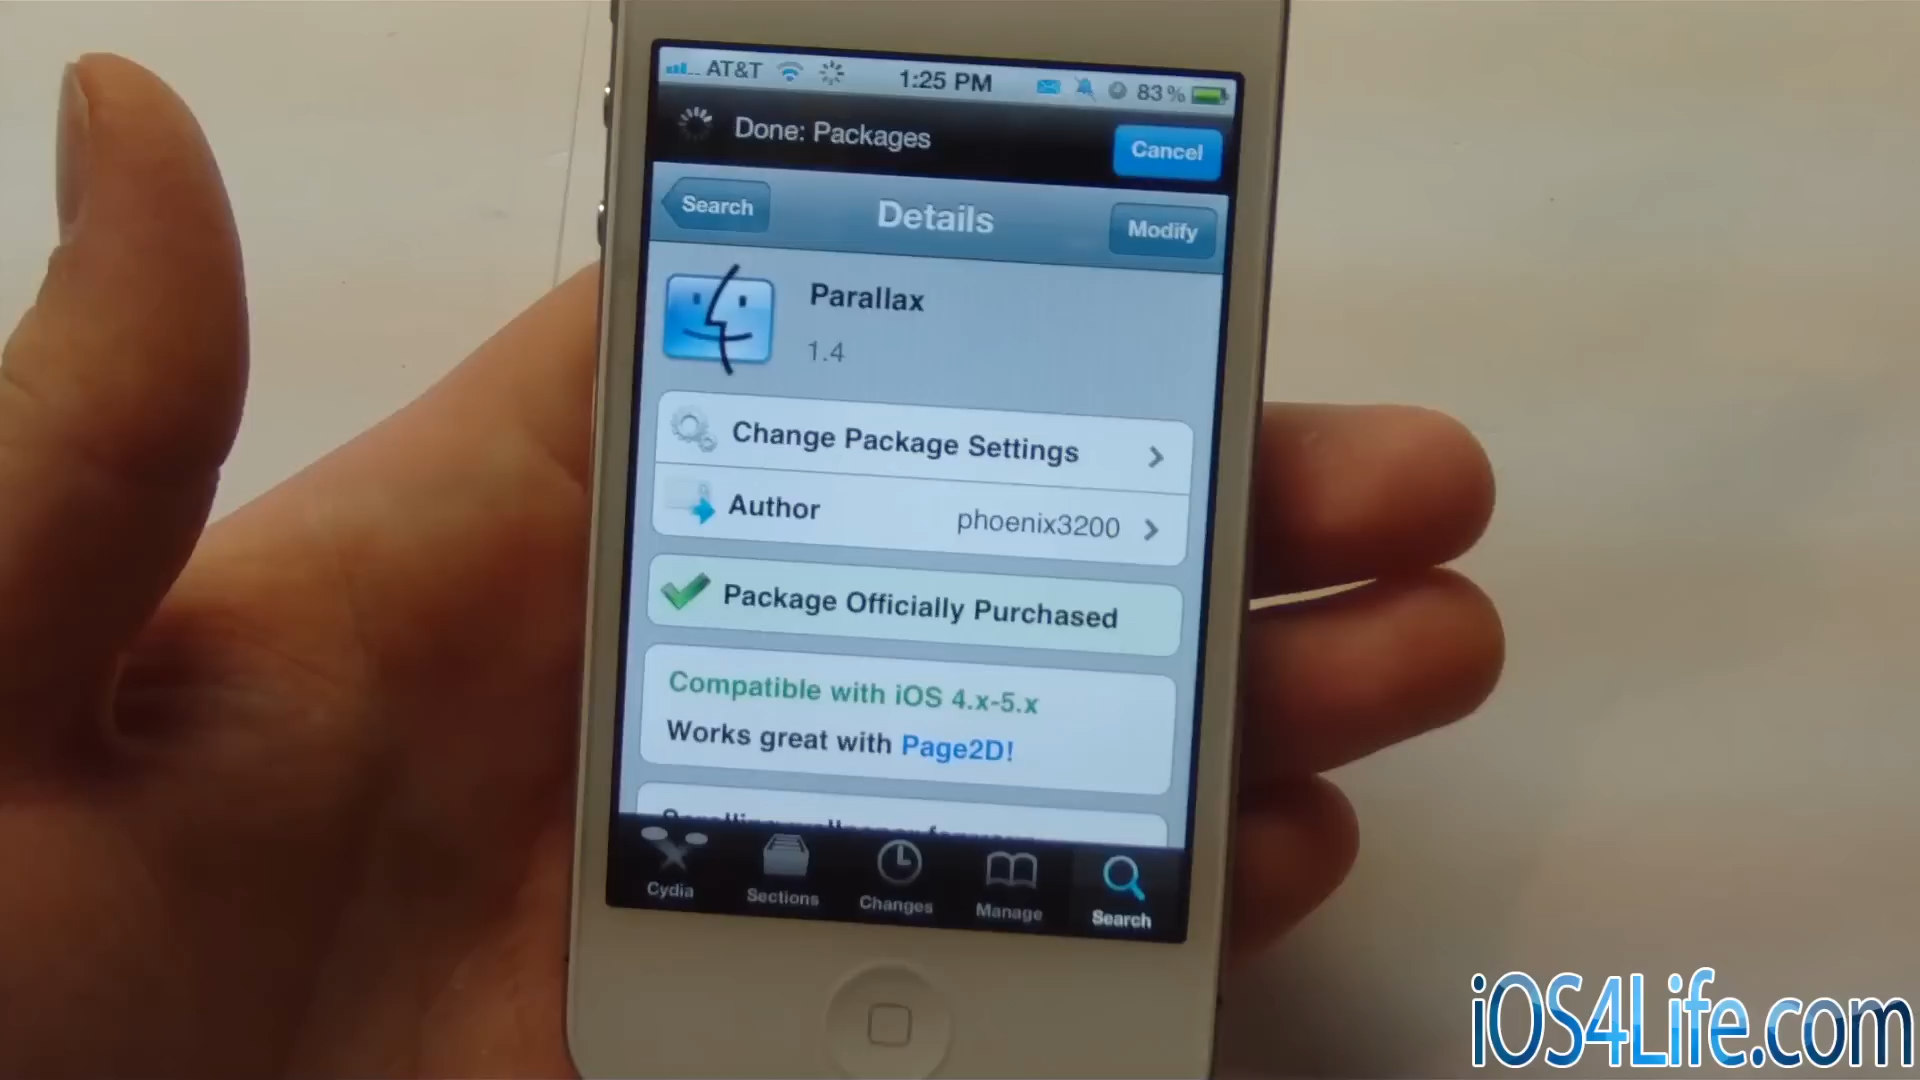 AT&T 1:25 PM 83%
Done: Packages Cancel
Search Details Modify
Parallax
1.4
Change Package Settings
Author phoenix3200
Package Officially Purchased
Compatible with iOS 4.x-5.x
Works great with Page2D!
Cydia Sections Changes Manage Search
iOS4Life.com